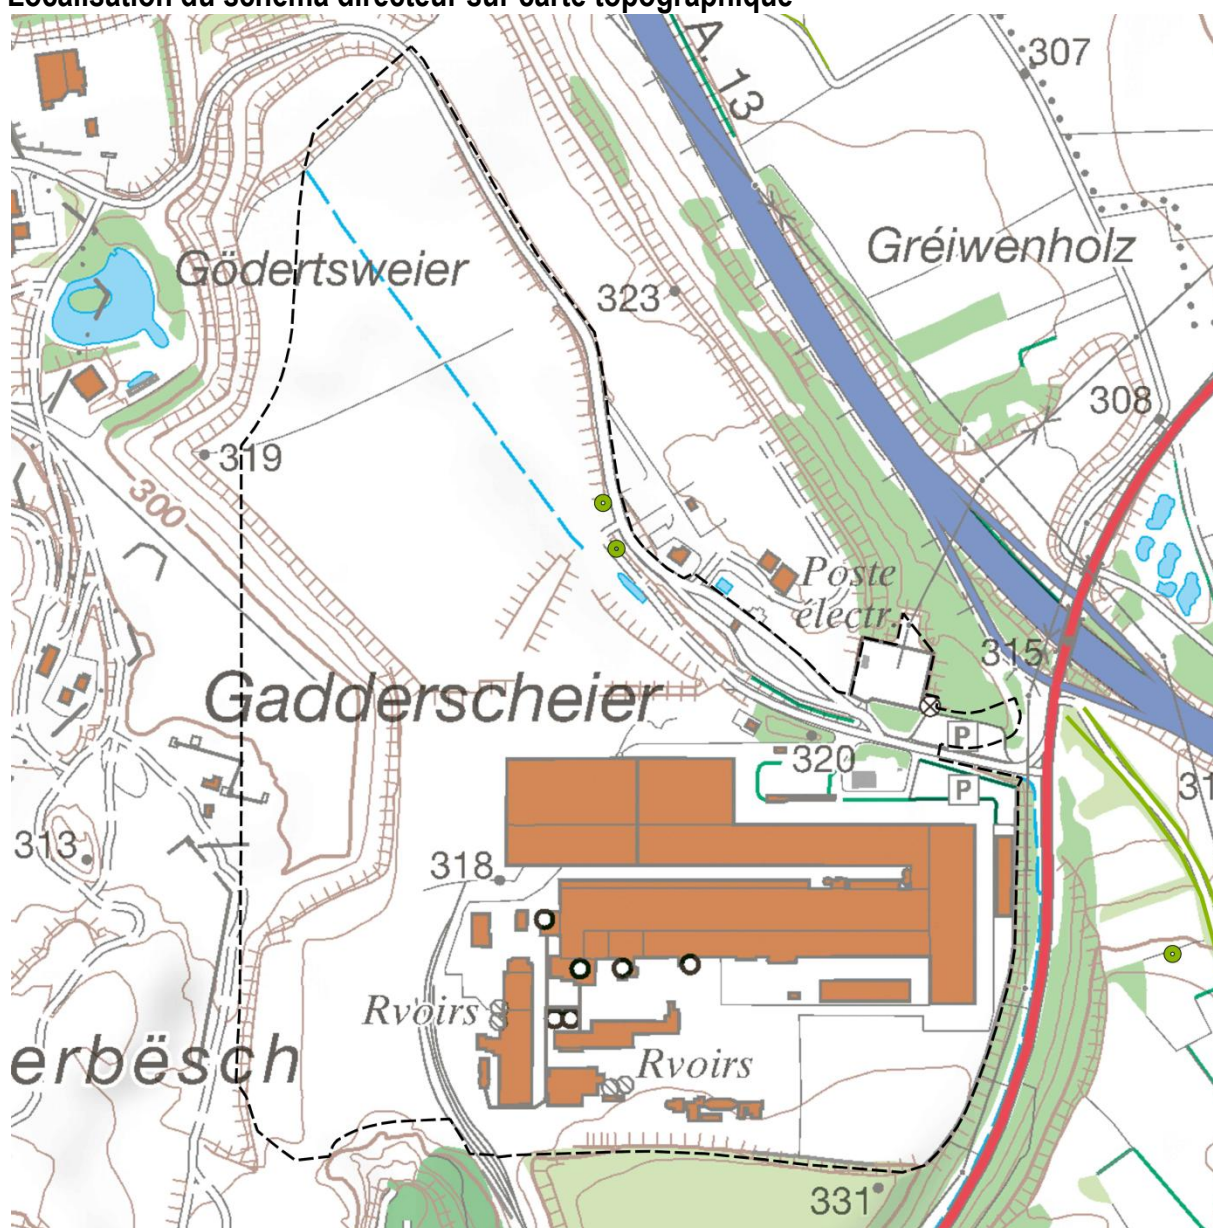 Localisation du schéma directeur sur carte topographique
A. 13
307
Gréiwenholz
Gödertsweier
323
308
319
300
Poste
électr.
315
Gadderscheier
P
320
P
31
313
318
Rvoirs
erbësch
Rvoirs
331